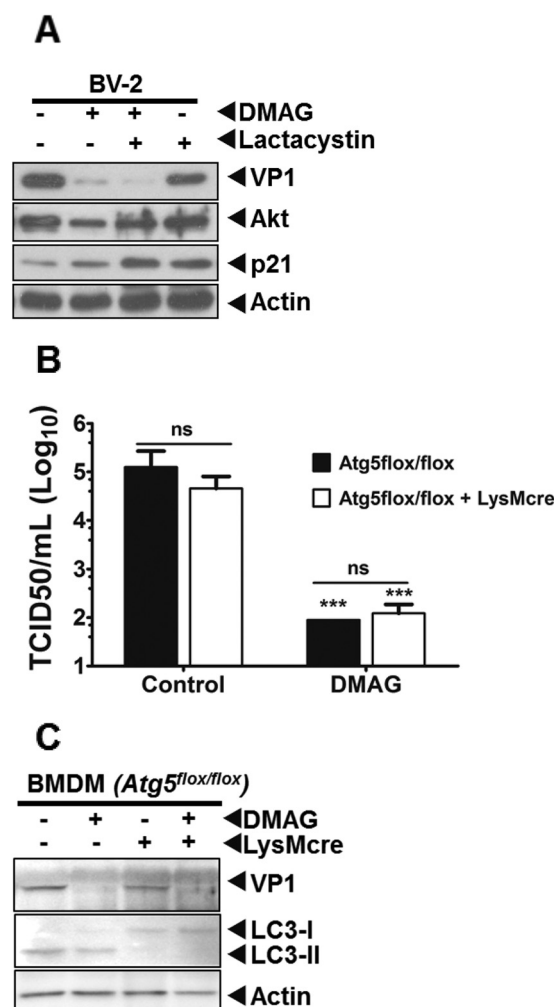 A
BV-2
- + + - ◄DMAG
- - + + ◄Lactacystin
◄VP1
◄Akt
◄p21
◄Actin
B
TCID50/mL (Log10)
6
5
4
3
2
1
ns
ns
*** ***
Control DMAG
Atg5flox/flox
Atg5flox/flox + LysMcre
C
BMDM (Atg5flox/flox)
- + - + ◄DMAG
- - + + ◄LysMcre
◄VP1
◄LC3-I
◄LC3-II
◄Actin